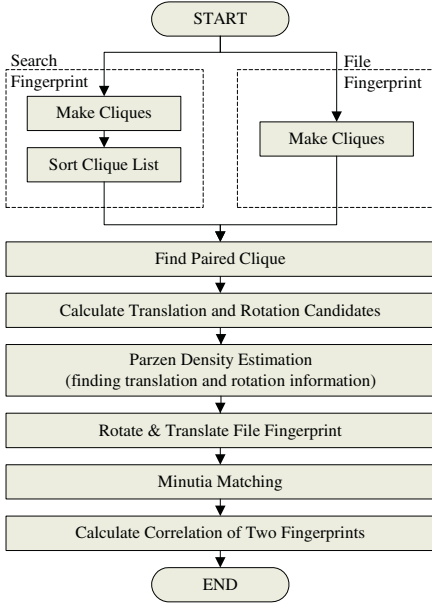 START
Search
Fingerprint
Make Cliques
Sort Clique List
File
Fingerprint
Make Cliques
Find Paired Clique
Calculate Translation and Rotation Candidates
Parzen Density Estimation
(finding translation and rotation information)
Rotate & Translate File Fingerprint
Minutia Matching
Calculate Correlation of Two Fingerprints
END